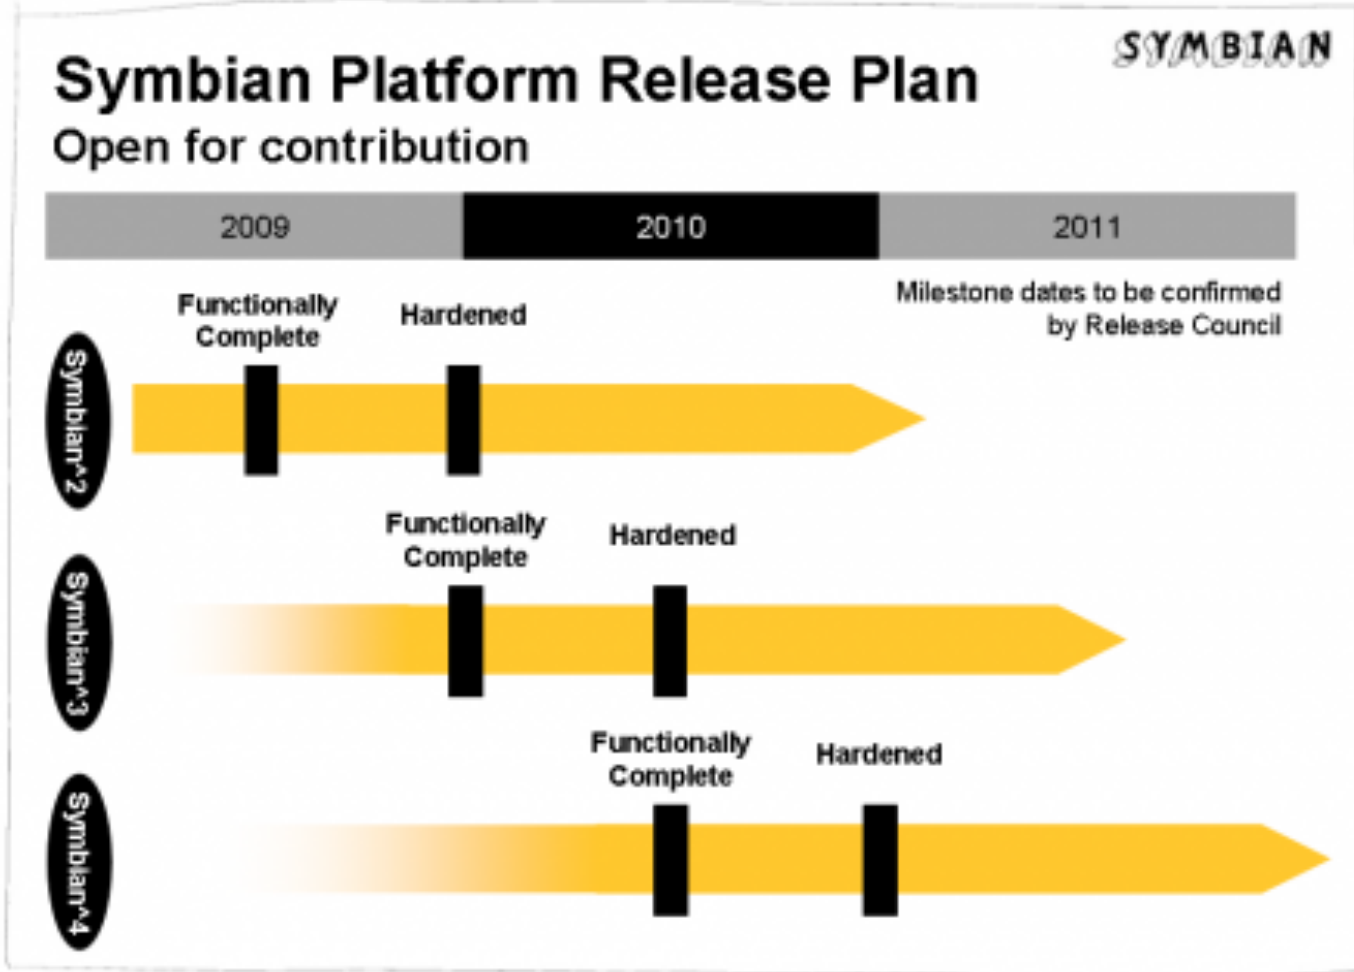 SYMBIAN
Symbian Platform Release Plan
Open for contribution
2009 2010 2011
Milestone dates to be confirmed
by Release Council
Functionally
Complete
Hardened
Symbian^2
Functionally
Complete
Hardened
Symbian^3
Functionally
Complete
Hardened
Symbian^4